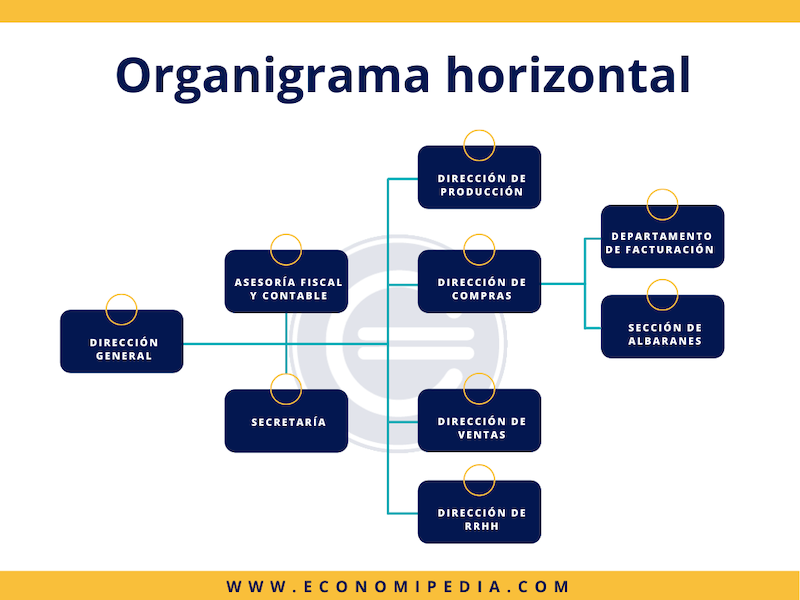 Organigrama horizontal
DIRECCIÓN DE
PRODUCCIÓN
DEPARTAMENTO
DE FACTURACIÓN
ASESORÍA FISCAL
Y CONTABLE
DIRECCIÓN DE
COMPRAS
SECCIÓN DE
ALBARANES
DIRECCIÓN
GENERAL
SECRETARÍA
DIRECCIÓN DE
VENTAS
DIRECCIÓN DE
RRHH
WWW.ECONOMIPEDIA.COM